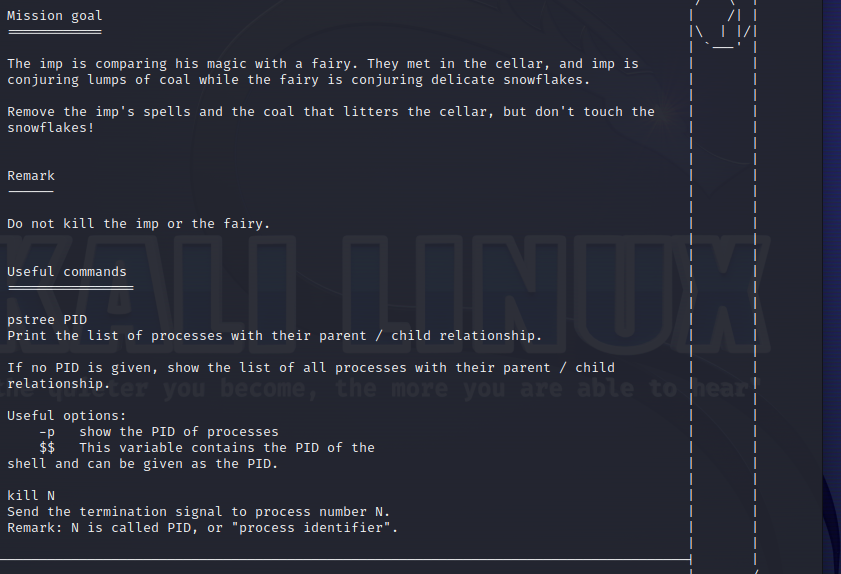 Mission goal
============
The imp is comparing his magic with a fairy. They met in the cellar, and imp is
conjuring lumps of coal while the fairy is conjuring delicate snowflakes.
Remove the imp's spells and the coal that litters the cellar, but don't touch the
snowflakes!
Remark
------
Do not kill the imp or the fairy.
KALI LINUX
Useful commands
================
pstree PID
Print the list of processes with their parent / child relationship.
If no PID is given, show the list of all processes with their parent / child
relationship.
quieter you become, the more you are able to hear"
Useful options:
-p   show the PID of processes
$$   This variable contains the PID of the
shell and can be given as the PID.
kill N
Send the termination signal to process number N.
Remark: N is called PID, or "process identifier".